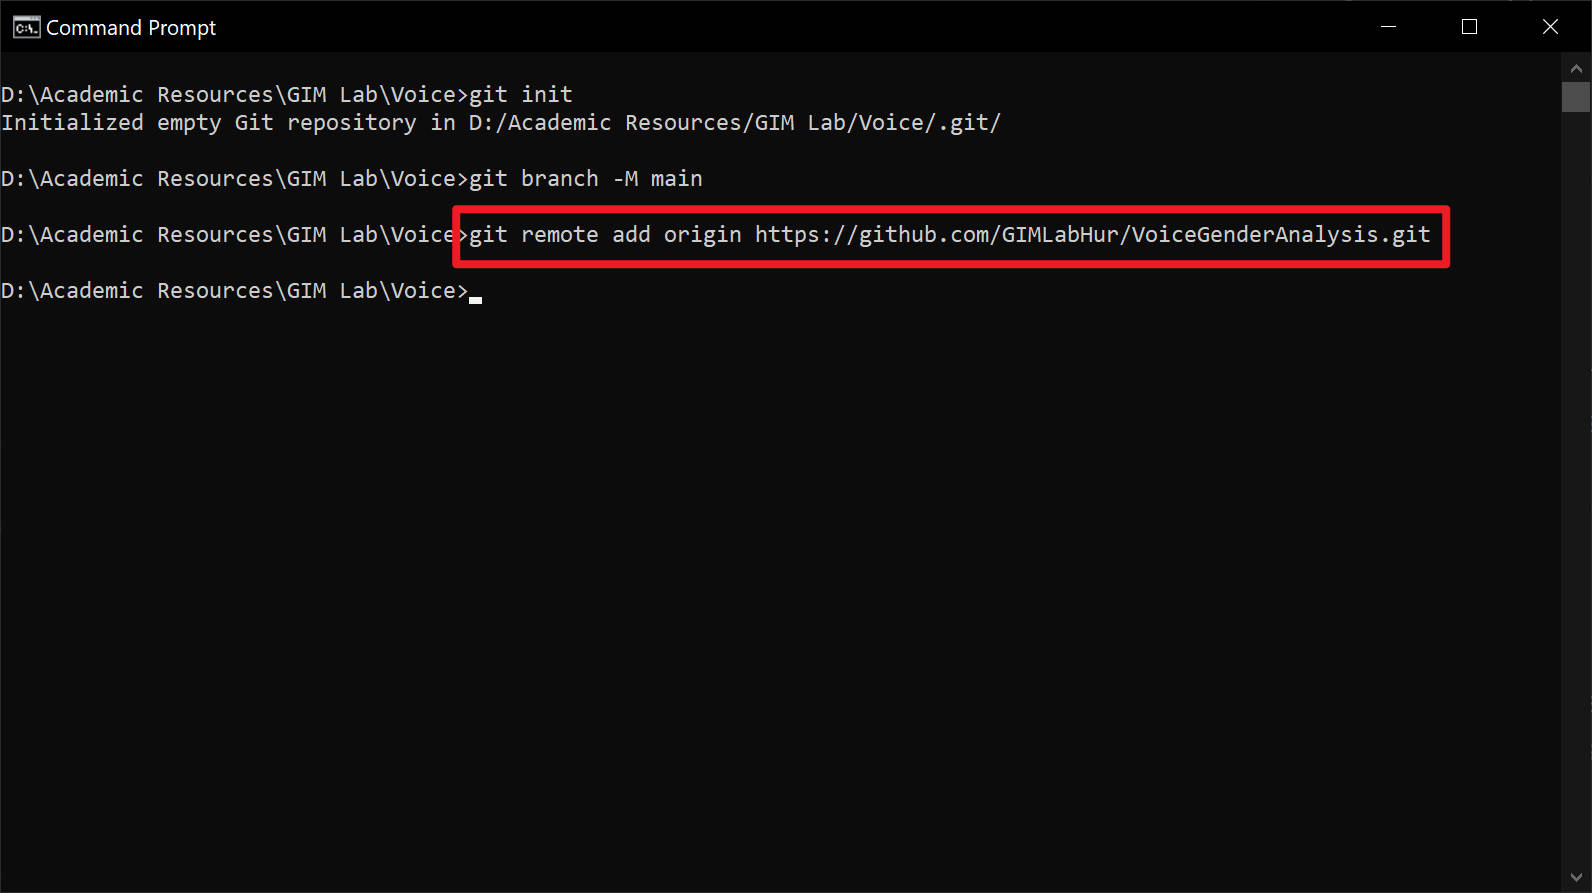 Command Prompt
D:\Academic Resources\GIM Lab\Voice>git init
Initialized empty Git repository in D:/Academic Resources/GIM Lab/Voice/.git/
D:\Academic Resources\GIM Lab\Voice>git branch -M main
D:\Academic Resources\GIM Lab\Voice>git remote add origin https://github.com/GIMLabHur/VoiceGenderAnalysis.git
D:\Academic Resources\GIM Lab\Voice>